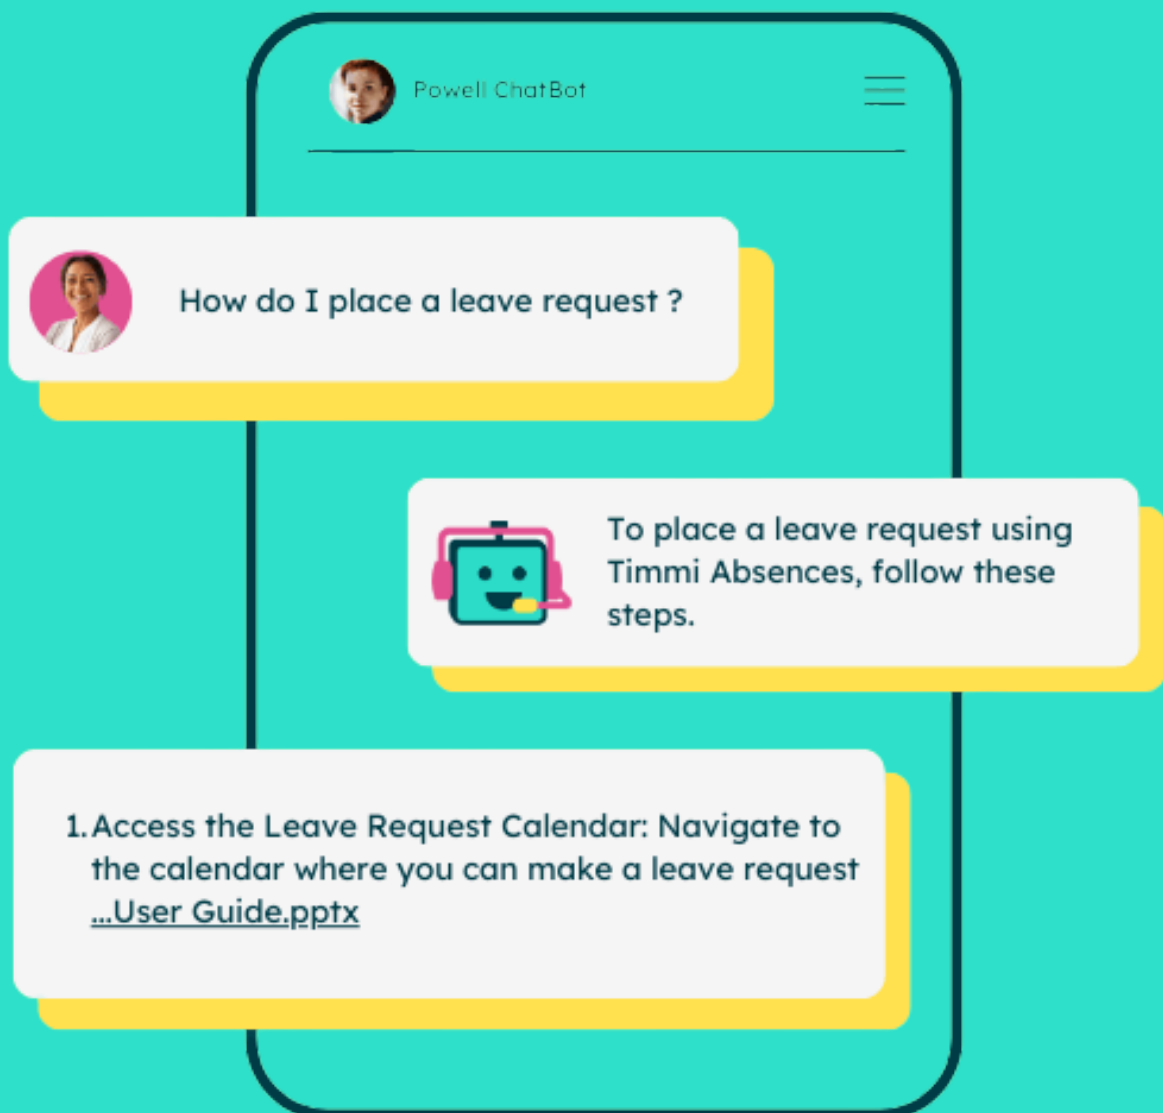 Powell ChatBot
How do I place a leave request ?
To place a leave request using
Timmi Absences, follow these
steps.
1.Access the Leave Request Calendar: Navigate to
the calendar where you can make a leave request
...User Guide.pptx